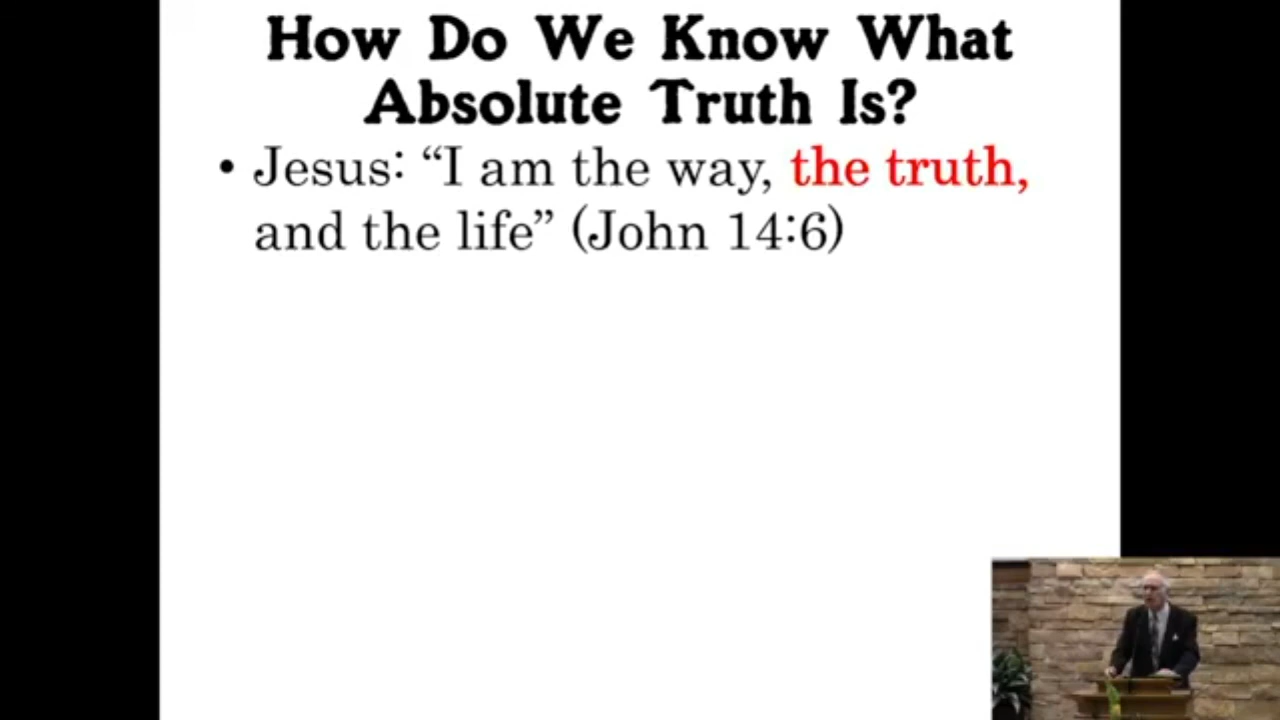 How Do We Know What
Absolute Truth Is?
• Jesus: “I am the way, the truth,
and the life” (John 14:6)